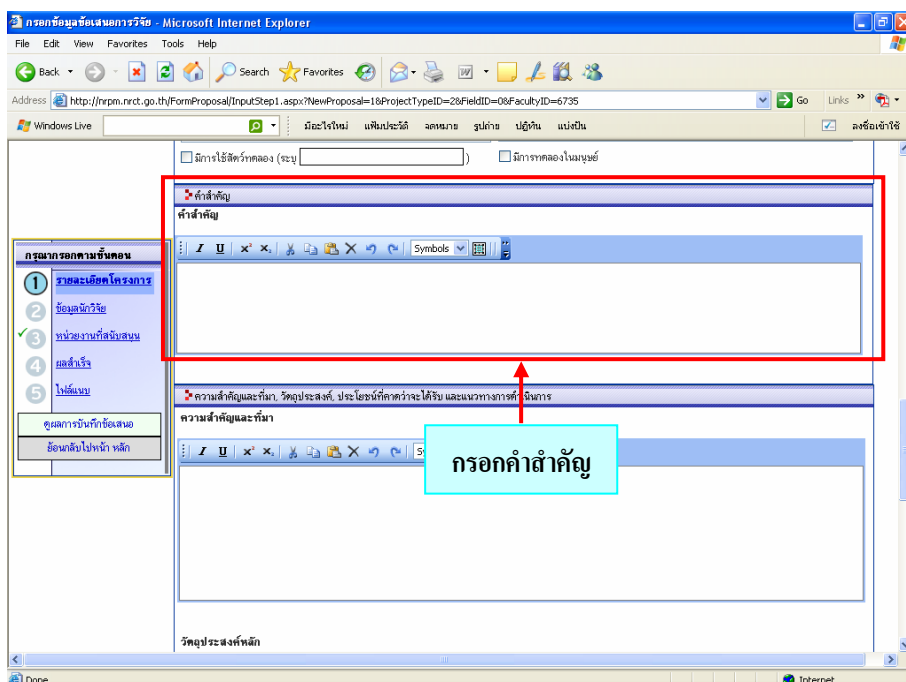 กรอกข้อมูลข้อเสนอการวิจัย - Microsoft Internet Explorer
File Edit View Favorites Tools Help
Back Search Favorites
Address http://nrpm.nrct.go.th/FormProposal/InputStep1.aspx?NewProposal=1&ProjectTypeID=2&FieldID=0&FacultyID=6735 Go Links »
Windows Live มีอะไรใหม่ แฟ้มประวัติ จดหมาย รูปถ่าย ปฏิทิน แบ่งปัน ลงชื่อเข้าใช้
มีการใช้สัตว์ทดลอง (ระบุ ) มีการทดลองในมนุษย์
คำสำคัญ
คำสำคัญ
I U x² x₂ Symbols
กรุณากรอกตามขั้นตอน
1 รายละเอียดโครงการ
2 ข้อมูลนักวิจัย
3 หน่วยงานที่สนับสนุน
4 ผลสำเร็จ
5 ไฟล์แนบ
ดูผลการบันทึกข้อเสนอ
ย้อนกลับไปหน้า หลัก
ความสำคัญและที่มา, วัตถุประสงค์, ประโยชน์ที่คาดว่าจะได้รับ และแนวทางการดำเนินการ
ความสำคัญและที่มา
I U x² x₂
กรอกคำสำคัญ
วัตถุประสงค์หลัก
Done Internet